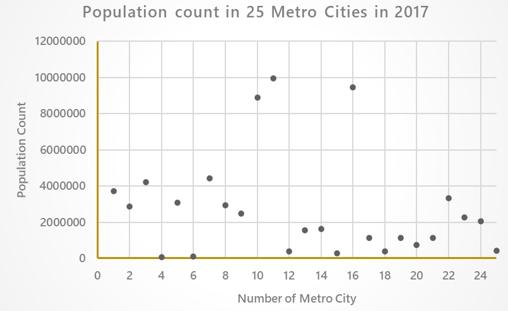 Population count in 25 Metro Cities in 2017
12000000
10000000
8000000
6000000
4000000
2000000
0
Population Count
0 2 4 6 8 10 12 14 16 18 20 22 24
Number of Metro City